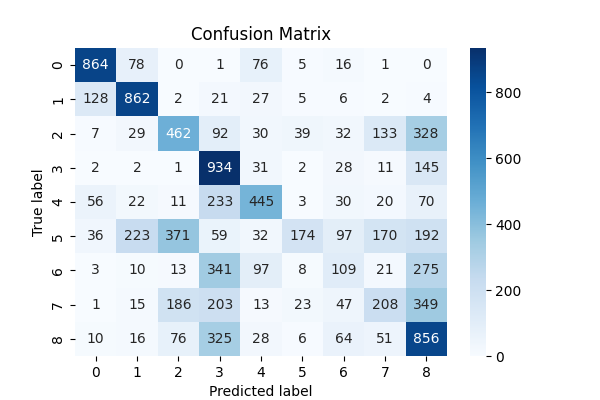 Confusion Matrix
0 864 78 0 1 76 5 16 1 0
1 128 862 2 21 27 5 6 2 4
2 7 29 462 92 30 39 32 133 328
3 2 2 1 934 31 2 28 11 145
4 56 22 11 233 445 3 30 20 70
5 36 223 371 59 32 174 97 170 192
6 3 10 13 341 97 8 109 21 275
7 1 15 186 203 13 23 47 208 349
8 10 16 76 325 28 6 64 51 856
0 1 2 3 4 5 6 7 8
Predicted label
True label
800
600
400
200
0